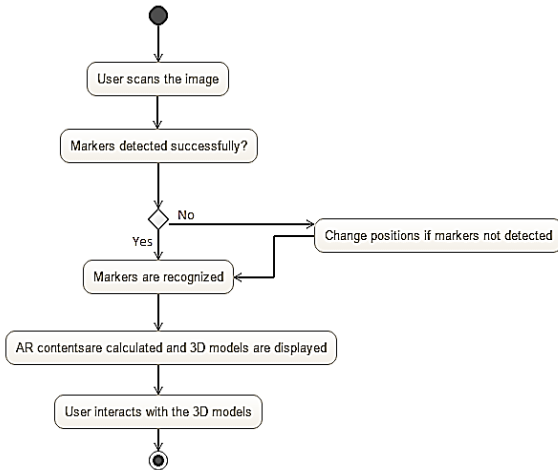 User scans the image
Markers detected successfully?
No
Yes
Change positions if markers not detected
Markers are recognized
AR contentsare calculated and 3D models are displayed
User interacts with the 3D models